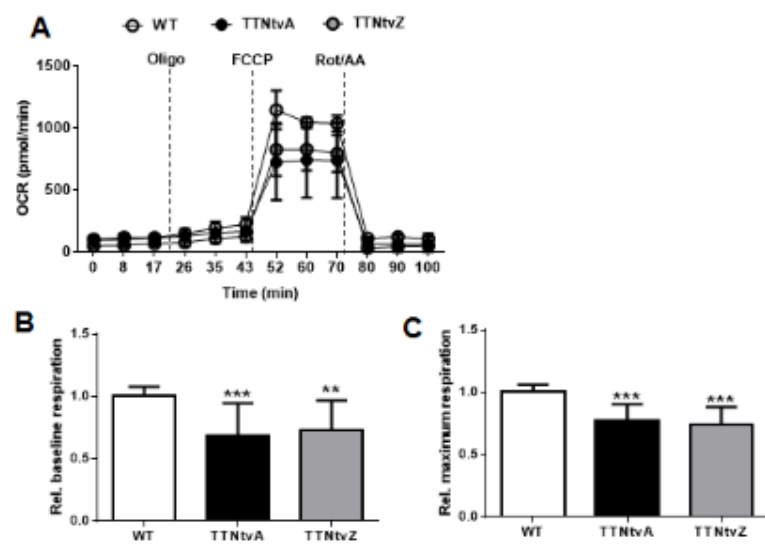 A
WT TTNtvA TTNtvZ
Oligo FCCP Rot/AA
OCR (pmol/min)
1500
1000
500
0
0 8 17 26 35 43 52 60 70 80 90 100
Time (min)
B
Rel. baseline respiration
1.5
1.0
0.5
0.0
*** **
WT TTNtvA TTNtvZ
C
Rel. maximum respiration
1.5
1.0
0.5
0.0
*** ***
WT TTNtvA TTNtvZ